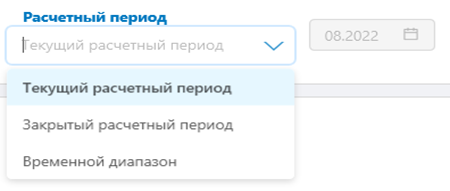 Расчетный период
Текущий расчетный период
08.2022
Текущий расчетный период
Закрытый расчетный период
Временной диапазон